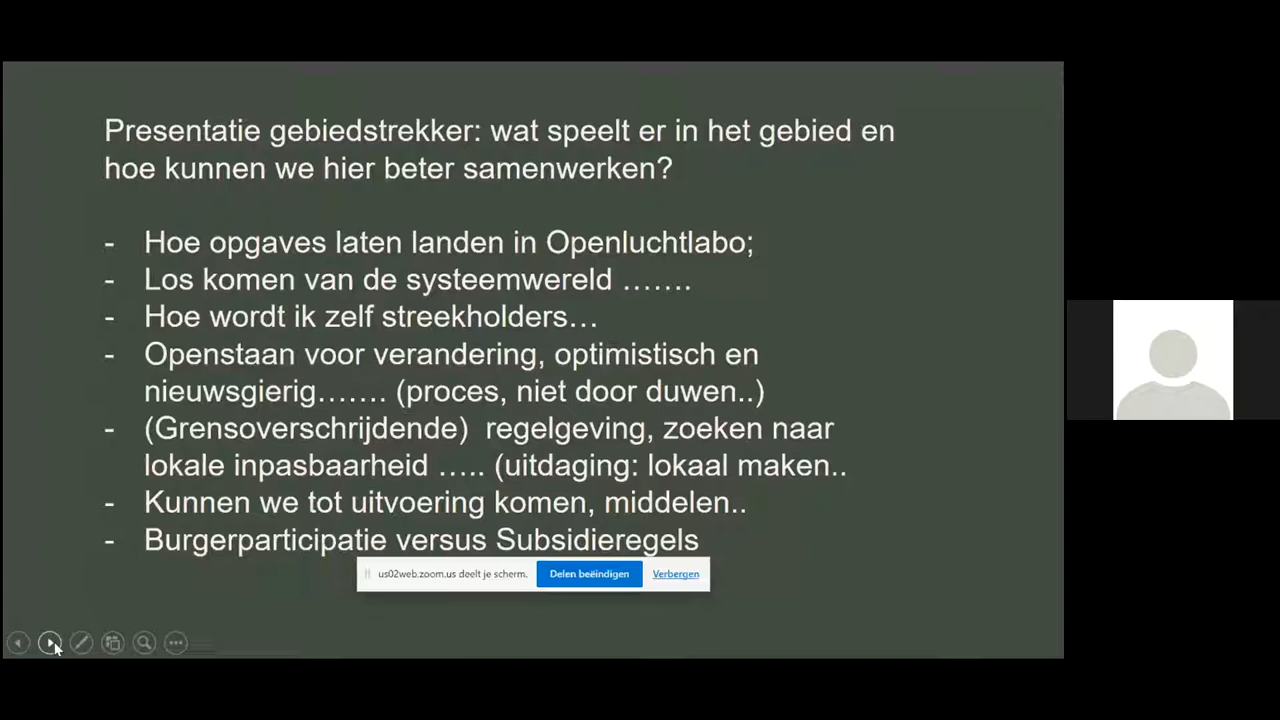 Presentatie gebiedstrekker: wat speelt er in het gebied en
hoe kunnen we hier beter samenwerken?
- Hoe opgaves laten landen in Openluchtlabo;
- Los komen van de systeemwereld …….
- Hoe wordt ik zelf streekholders…
- Openstaan voor verandering, optimistisch en
nieuwsgierig……. (proces, niet door duwen..)
- (Grensoverschrijdende) regelgeving, zoeken naar
lokale inpasbaarheid ….. (uitdaging: lokaal maken..
- Kunnen we tot uitvoering komen, middelen..
- Burgerparticipatie versus Subsidieregels
us02web.zoom.us deelt je scherm. Delen beëindigen Verbergen